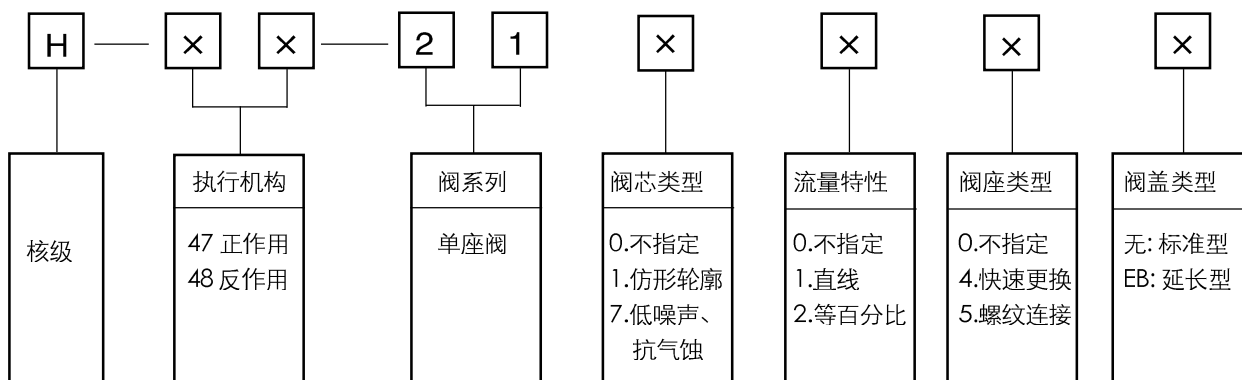 H — × × — 2 1 × × × ×
核级
执行机构
47 正作用
48 反作用
阀系列
单座阀
阀芯类型
0.不指定
1.仿形轮廓
7.低噪声、
抗气蚀
流量特性
0.不指定
1.直线
2.等百分比
阀座类型
0.不指定
4.快速更换
5.螺纹连接
阀盖类型
无: 标准型
EB: 延长型